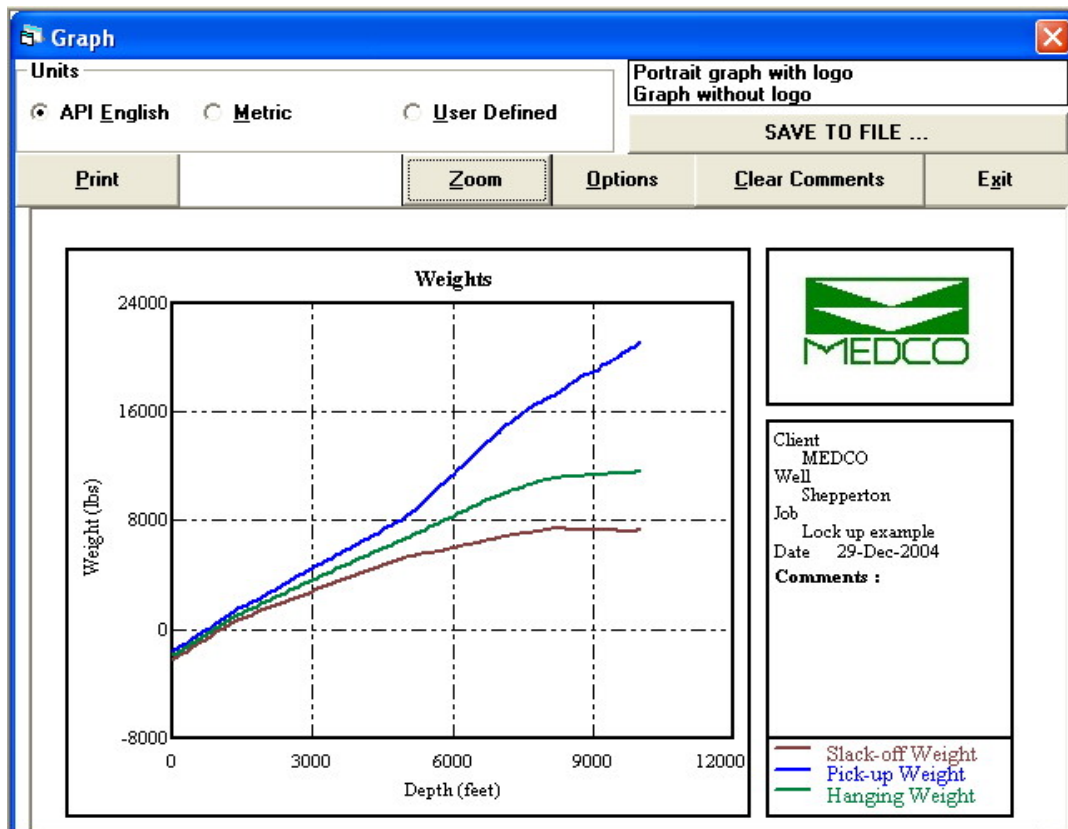 Graph
Units
API English
Metric
User Defined
Portrait graph with logo
Graph without logo
SAVE TO FILE ...
Print
Zoom
Options
Clear Comments
Exit
Weights
24000
16000
8000
0
-8000
Weight (lbs)
0 3000 6000 9000 12000
Depth (feet)
MEDCO
Client
MEDCO
Well
Shepperton
Job
Lock up example
Date 29-Dec-2004
Comments :
Slack-off Weight
Pick-up Weight
Hanging Weight